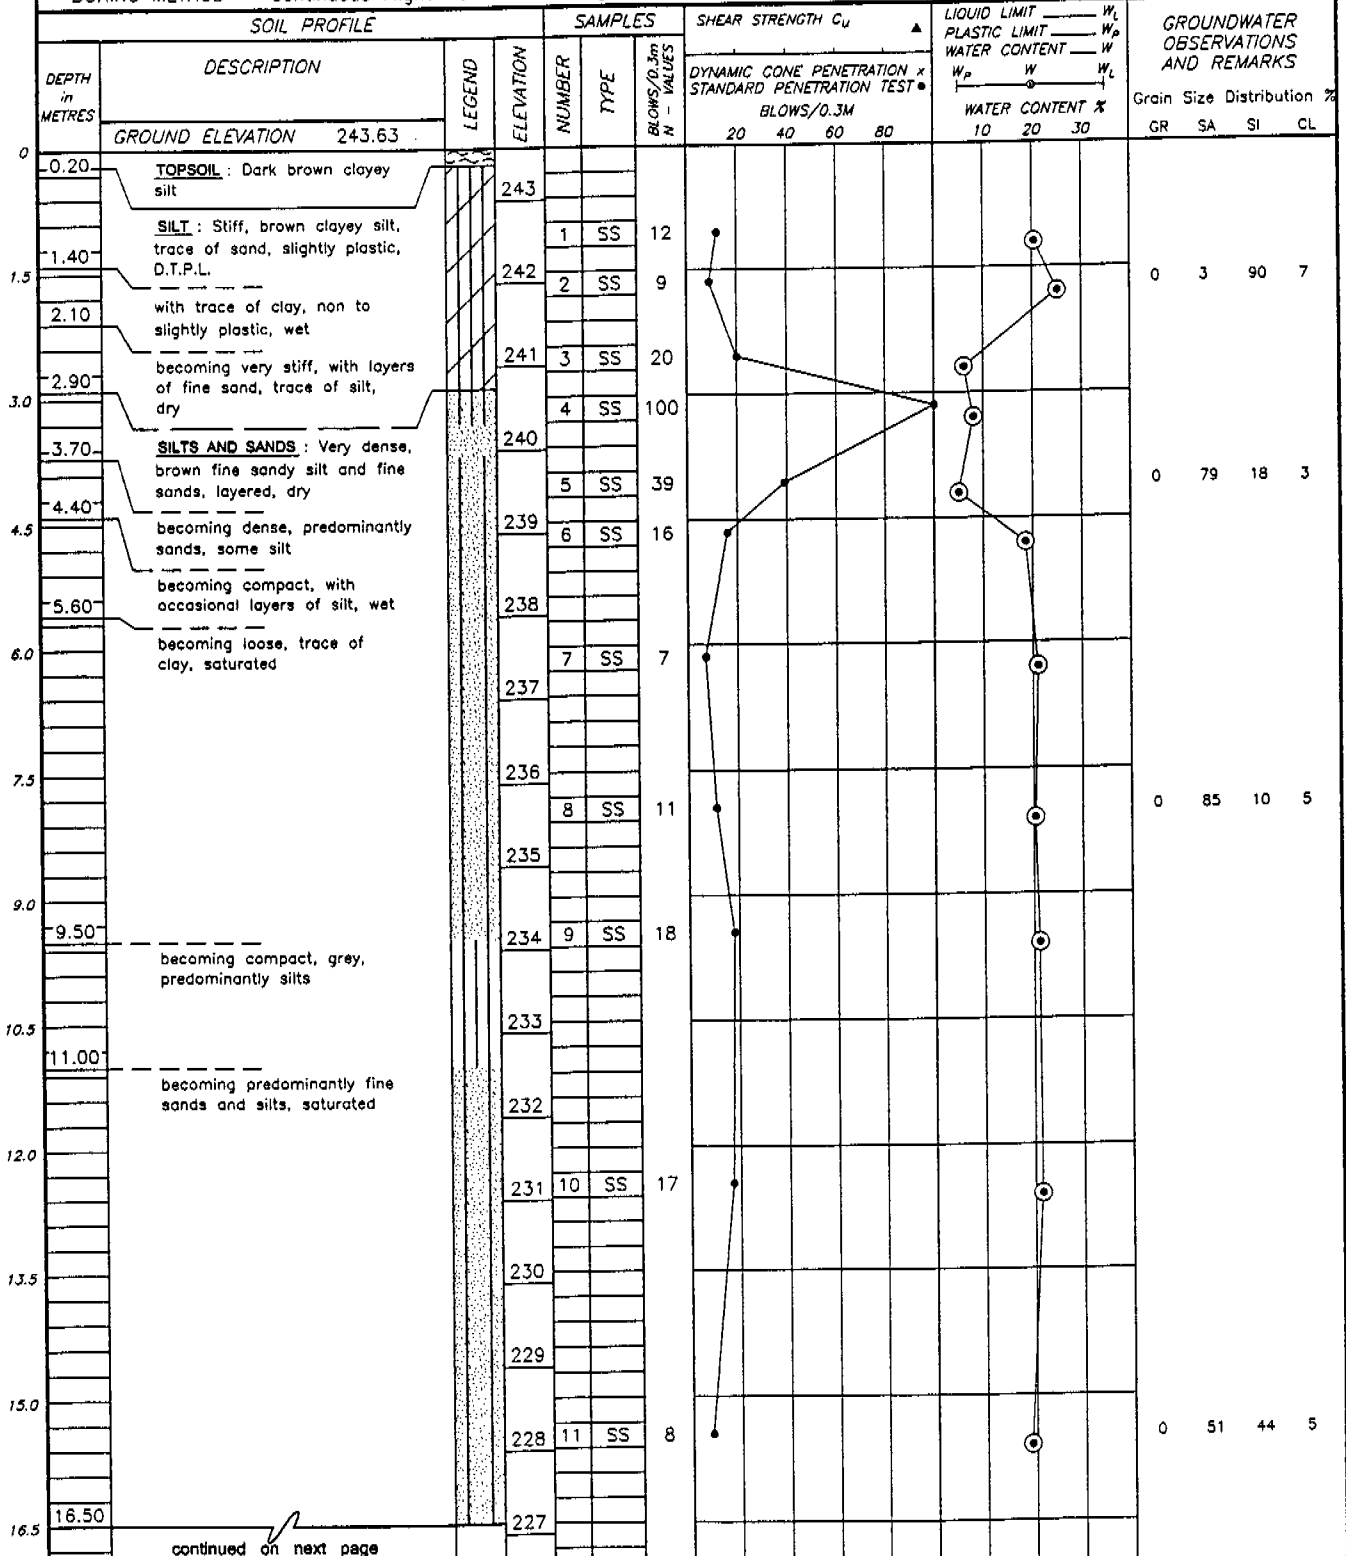 SOIL PROFILE
SAMPLES
SHEAR STRENGTH Cu ▲
LIQUID LIMIT ____ WL
PLASTIC LIMIT ____ WP
WATER CONTENT ____ W
GROUNDWATER
OBSERVATIONS
AND REMARKS
DEPTH
in
METRES
DESCRIPTION
LEGEND
ELEVATION
NUMBER
TYPE
BLOWS/0.3m
N - VALUES
DYNAMIC CONE PENETRATION x
STANDARD PENETRATION TEST •
BLOWS/0.3M
20 40 60 80
WP W WL
WATER CONTENT %
10 20 30
Grain Size Distribution %
GR SA SI CL
GROUND ELEVATION 243.63
0
0.20
TOPSOIL : Dark brown clayey
silt
243
SILT : Stiff, brown clayey silt,
trace of sand, slightly plastic,
D.T.P.L.
1 SS 12
1.40
1.5
242
2 SS 9
0 3 90 7
with trace of clay, non to
slightly plastic, wet
2.10
becoming very stiff, with layers
of fine sand, trace of silt,
dry
241
3 SS 20
2.90
3.0
4 SS 100
240
SILTS AND SANDS : Very dense,
brown fine sandy silt and fine
sands, layered, dry
3.70
5 SS 39
0 79 18 3
4.40
4.5
becoming dense, predominantly
sands, some silt
239
6 SS 16
becoming compact, with
occasional layers of silt, wet
238
5.60
becoming loose, trace of
clay, saturated
6.0
7 SS 7
237
7.5
236
8 SS 11
0 85 10 5
235
9.0
9.50
234
9 SS 18
becoming compact, grey,
predominantly silts
10.5
233
11.00
becoming predominantly fine
sands and silts, saturated
232
12.0
231
10 SS 17
13.5
230
229
15.0
228
11 SS 8
0 51 44 5
16.50
16.5
227
continued on next page